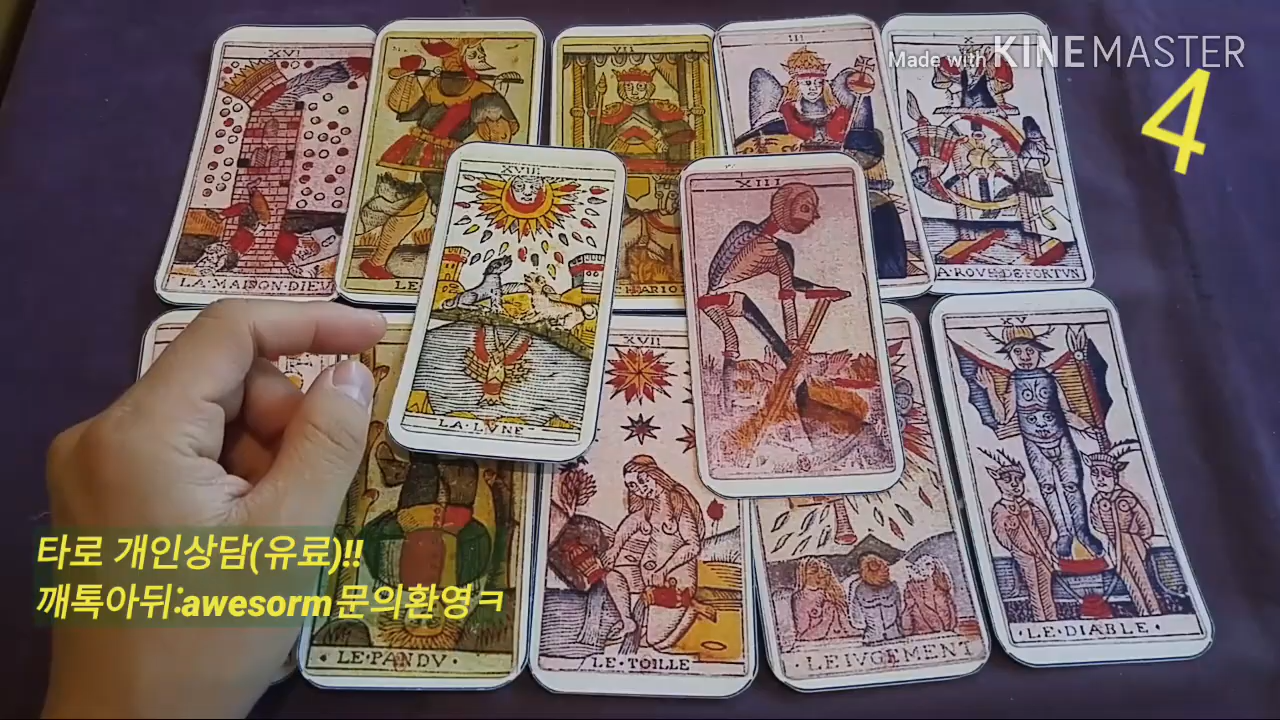 Made with KINEMASTER
4
XVI
VII
III
X
LA·MAISON·DIEV
LE
A·ROVE·DE·FORTVN
XVIII
XIII
LA·LVNE
XVII
XV
·LE·PANDV·
LE·TOILLE
LE·IVGEMENT
·LE·DIABLE·
타로 개인상담(유료)!!
깨톡아뒤:awesorm문의환영ㅋ